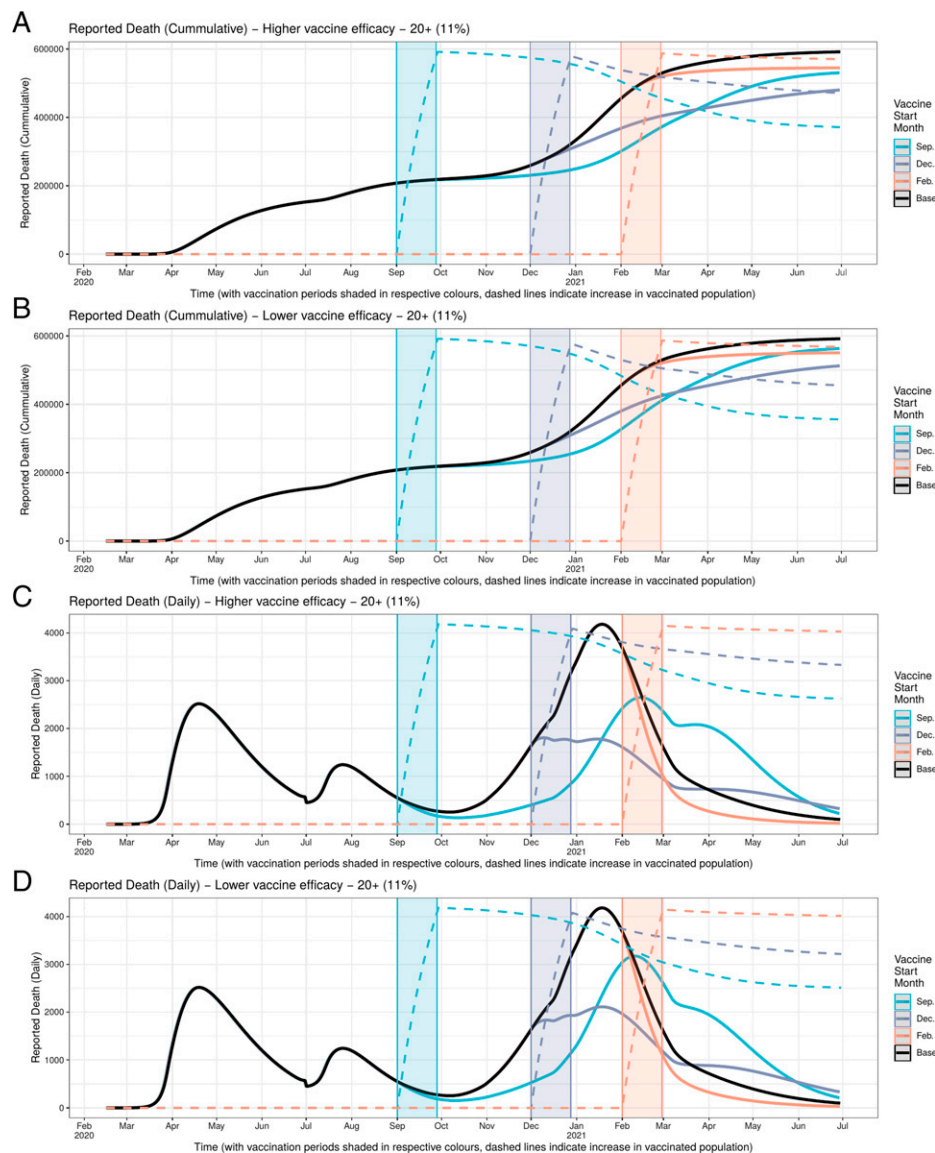 A
Reported Death (Cummulative) – Higher vaccine efficacy – 20+ (11%)
600000
400000
200000
0
Reported Death (Cummulative)
Feb Mar Apr May Jun Jul Aug Sep Oct Nov Dec Jan Feb Mar Apr May Jun Jul
2020 2021
Time (with vaccination periods shaded in respective colours, dashed lines indicate increase in vaccinated population)
Vaccine
Start
Month
Sep.
Dec.
Feb.
Base
B
Reported Death (Cummulative) – Lower vaccine efficacy – 20+ (11%)
600000
400000
200000
0
Reported Death (Cummulative)
Feb Mar Apr May Jun Jul Aug Sep Oct Nov Dec Jan Feb Mar Apr May Jun Jul
2020 2021
Time (with vaccination periods shaded in respective colours, dashed lines indicate increase in vaccinated population)
Vaccine
Start
Month
Sep.
Dec.
Feb.
Base
C
Reported Death (Daily) – Higher vaccine efficacy – 20+ (11%)
4000
3000
2000
1000
0
Reported Death (Daily)
Feb Mar Apr May Jun Jul Aug Sep Oct Nov Dec Jan Feb Mar Apr May Jun Jul
2020 2021
Time (with vaccination periods shaded in respective colours, dashed lines indicate increase in vaccinated population)
Vaccine
Start
Month
Sep.
Dec.
Feb.
Base
D
Reported Death (Daily) – Lower vaccine efficacy – 20+ (11%)
4000
3000
2000
1000
0
Reported Death (Daily)
Feb Mar Apr May Jun Jul Aug Sep Oct Nov Dec Jan Feb Mar Apr May Jun Jul
2020 2021
Time (with vaccination periods shaded in respective colours, dashed lines indicate increase in vaccinated population)
Vaccine
Start
Month
Sep.
Dec.
Feb.
Base